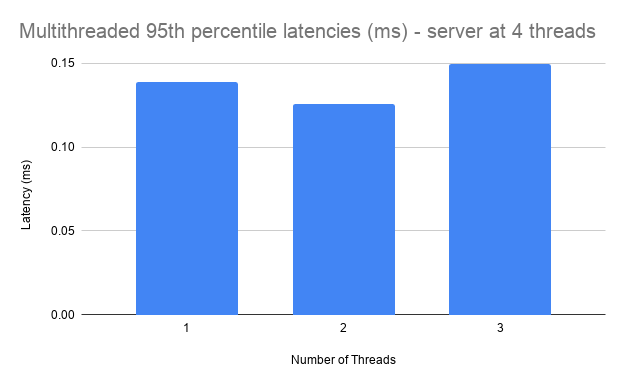 Multithreaded 95th percentile latencies (ms) - server at 4 threads
0.15
0.10
0.05
0.00
Latency (ms)
1 2 3
Number of Threads